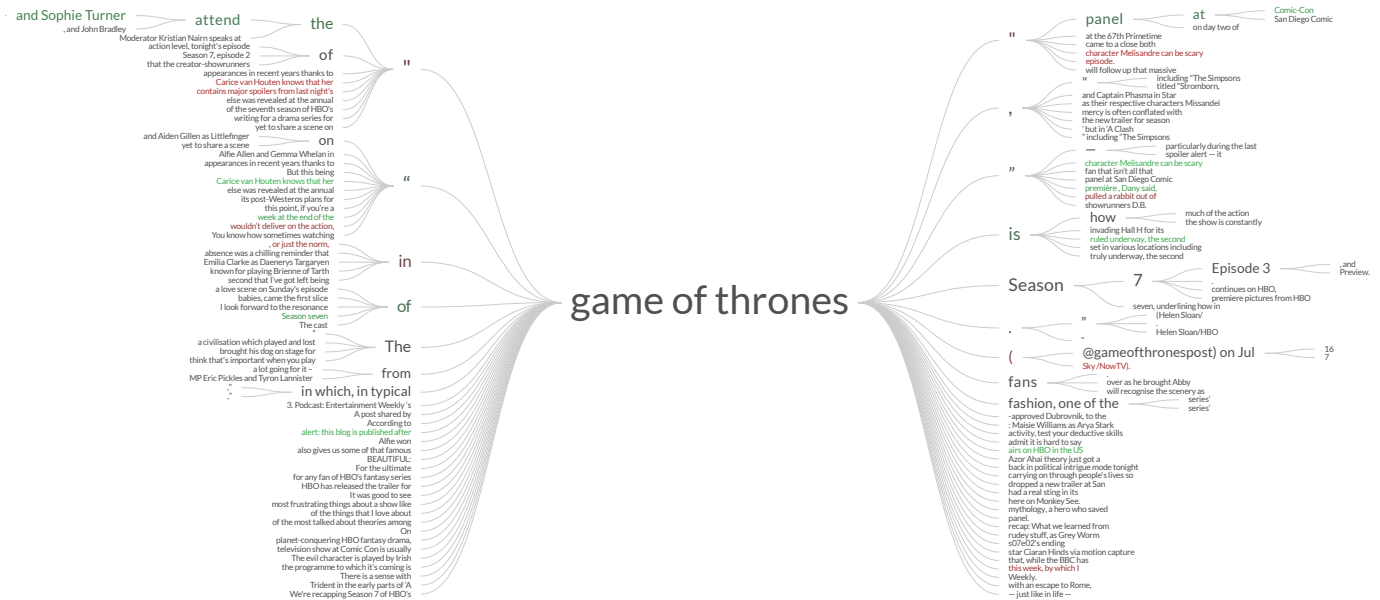 and Sophie Turner
, and John Bradley
attend
Moderator Kristian Nairn speaks at
the
action level, tonight's episode
Season 7, episode 2
that the creator-showrunners
of
appearances in recent years thanks to
Carice van Houten knows that her
contains major spoilers from last night's
else was revealed at the annual
of the seventh season of HBO's
writing for a drama series for
yet to share a scene on
"
and Aiden Gillen as Littlefinger
yet to share a scene
on
Alfie Allen and Gemma Whelan in
appearances in recent years thanks to
But this being
Carice van Houten knows that her
else was revealed at the annual
its post-Westeros plans for
this point, if you're a
week at the end of the
wouldn't deliver on the action,
You know how sometimes watching
“
, or just the norm,
absence was a chilling reminder that
Emilia Clarke as Daenerys Targaryen
known for playing Brienne of Tarth
second that I've got left being
in
a love scene on Sunday's episode
babies, came the first slice
I look forward to the resonance
Season seven
The cast
of
"
a civilisation which played and lost
brought his dog on stage for
think that's important when you play
The
a lot going for it –
MP Eric Pickles and Tyron Lannister
from
in which, in typical
3. Podcast: Entertainment Weekly 's
A post shared by
According to
alert: this blog is published after
Alfie won
also gives us some of that famous
BEAUTIFUL:
For the ultimate
for any fan of HBO's fantasy series
HBO has released the trailer for
It was good to see
most frustrating things about a show like
of the things that I love about
of the most talked about theories among
On
planet-conquering HBO fantasy drama,
television show at Comic Con is usually
The evil character is played by Irish
the programme to which it's coming is
There is a sense with
Trident in the early parts of 'A
We're recapping Season 7 of HBO's
game of thrones
"
panel
at
Comic-Con
San Diego Comic
on day two of
at the 67th Primetime
came to a close both
character Melisandre can be scary
episode.
will follow up that massive
,
"
including "The Simpsons
titled "Stromborn,
and Captain Phasma in Star
as their respective characters Missandei
mercy is often conflated with
the new trailer for season
' but in 'A Clash
" including "The Simpsons
”
—
particularly during the last
spoiler alert — it
character Melisandre can be scary
fan that isn't all that
panel at San Diego Comic
première , Dany said,
pulled a rabbit out of
showrunners D.B.
is
how
much of the action
the show is constantly
invading Hall H for its
ruled underway, the second
set in various locations including
truly underway, the second
Season
7
Episode 3
, and
Preview.
.
continues on HBO,
premiere pictures from HBO
seven, underlining how in
.
”
(Helen Sloan/
.
Helen Sloan/HBO
"
(
@gameofthronespost) on Jul
16
7
Sky /NowTV).
fans
.
over as he brought Abby
will recognise the scenery as
fashion, one of the
series'
series'
-approved Dubrovnik, to the
: Maisie Williams as Arya Stark
activity, test your deductive skills
admit it is hard to say
airs on HBO in the US
Azor Ahai theory just got a
back in political intrigue mode tonight
carrying on through people's lives so
dropped a new trailer at San
had a real sting in its
here on Monkey See.
mythology, a hero who saved
panel.
recap: What we learned from
rudey stuff, as Grey Worm
s07e02's ending
star Ciaran Hinds via motion capture
that, while the BBC has
this week, by which I
Weekly.
with an escape to Rome,
— just like in life —